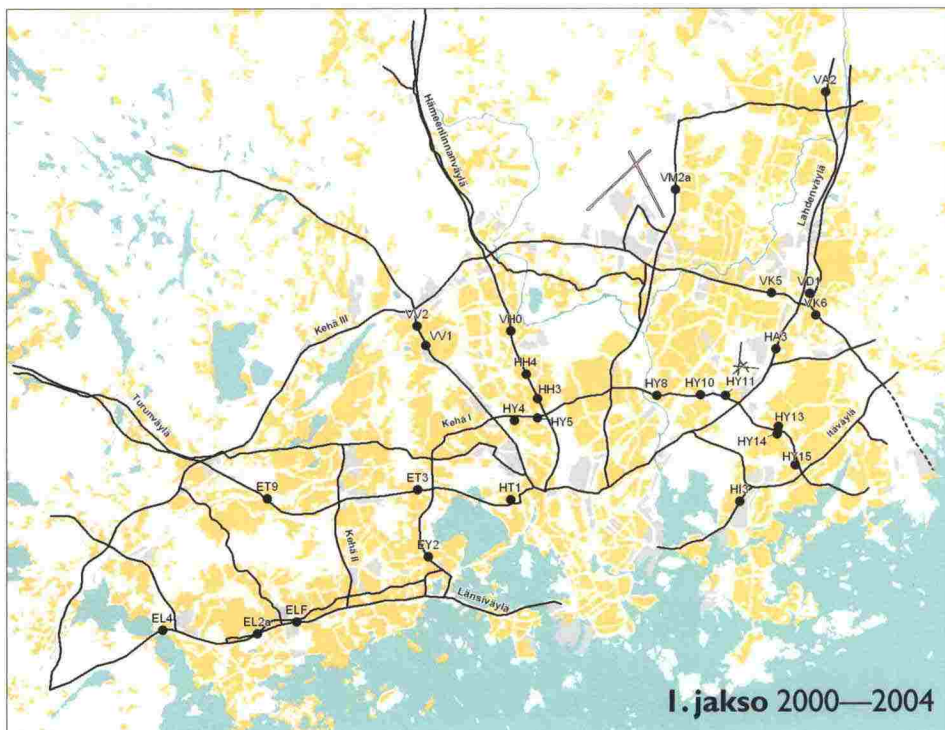 VA2
Hämeenlinnanväylä
Lahdenväylä
VM2a
VK5
VD1
VK6
VV2
VH0
VV1
Kehä III
HA3
HH4
HH3
HY8
HY10
HY11
Turunväylä
Kehä I
HY4
HY5
HY13
HY14
Itäväylä
HY15
ET9
ET3
HT1
HI3
Kehä II
EY2
Länsiväylä
EL4
EL2a
ELF
1. jakso 2000—2004